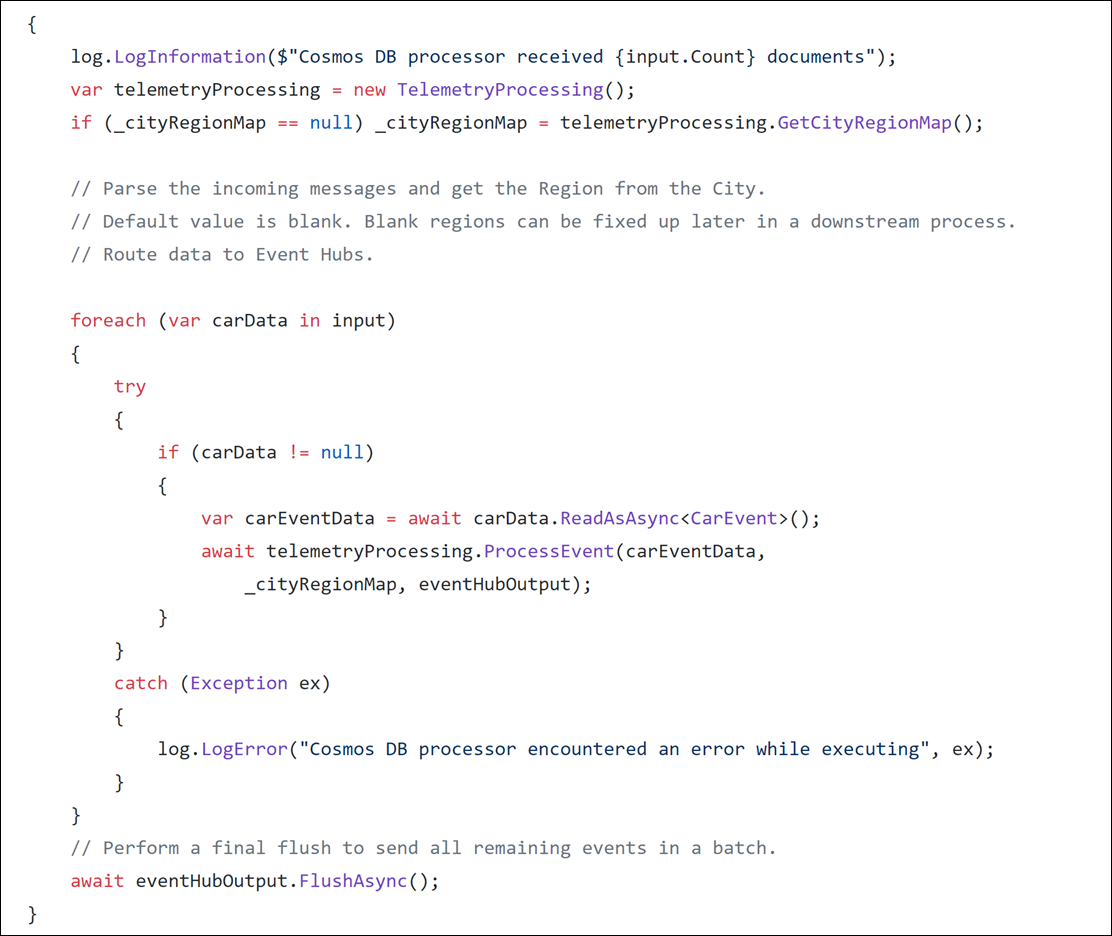 {
    log.LogInformation($"Cosmos DB processor received {input.Count} documents");
    var telemetryProcessing = new TelemetryProcessing();
    if (_cityRegionMap == null) _cityRegionMap = telemetryProcessing.GetCityRegionMap();

    // Parse the incoming messages and get the Region from the City.
    // Default value is blank. Blank regions can be fixed up later in a downstream process.
    // Route data to Event Hubs.

    foreach (var carData in input)
    {
        try
        {
            if (carData != null)
            {
                var carEventData = await carData.ReadAsAsync<CarEvent>();
                await telemetryProcessing.ProcessEvent(carEventData,
                    _cityRegionMap, eventHubOutput);
            }
        }
        catch (Exception ex)
        {
            log.LogError("Cosmos DB processor encountered an error while executing", ex);
        }
    }
    // Perform a final flush to send all remaining events in a batch.
    await eventHubOutput.FlushAsync();
}